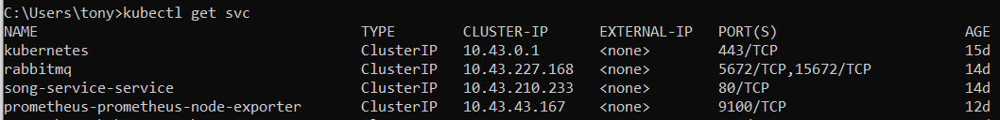 C:\Users\tony>kubectl get svc
NAME TYPE CLUSTER-IP EXTERNAL-IP PORT(S) AGE
kubernetes ClusterIP 10.43.0.1 <none> 443/TCP 15d
rabbitmq ClusterIP 10.43.227.168 <none> 5672/TCP,15672/TCP 14d
song-service-service ClusterIP 10.43.210.233 <none> 80/TCP 14d
prometheus-prometheus-node-exporter ClusterIP 10.43.43.167 <none> 9100/TCP 12d